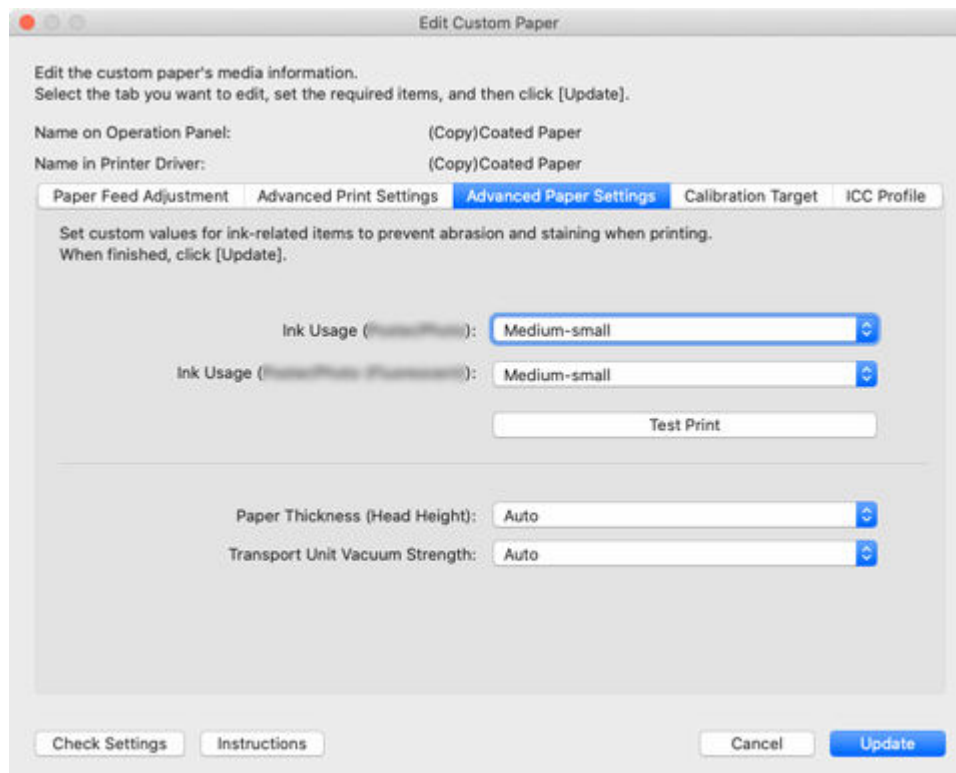 Edit Custom Paper
Edit the custom paper's media information.
Select the tab you want to edit, set the required items, and then click [Update].
Name on Operation Panel: (Copy)Coated Paper
Name in Printer Driver: (Copy)Coated Paper
Paper Feed Adjustment Advanced Print Settings Advanced Paper Settings Calibration Target ICC Profile
Set custom values for ink-related items to prevent abrasion and staining when printing.
When finished, click [Update].
Ink Usage ( ): Medium-small
Ink Usage ( ): Medium-small
Test Print
Paper Thickness (Head Height): Auto
Transport Unit Vacuum Strength: Auto
Check Settings Instructions Cancel Update